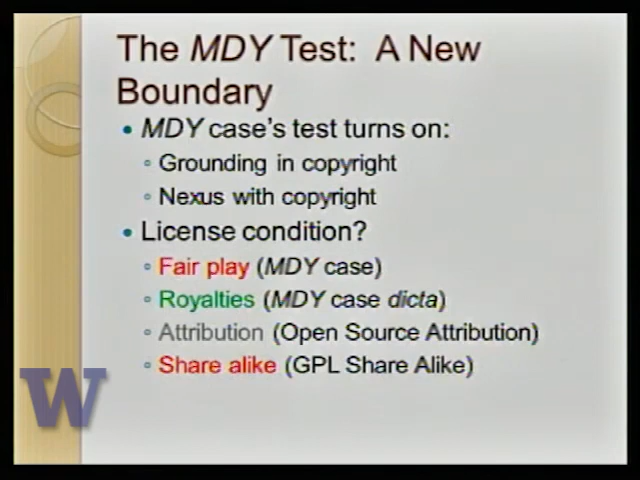 The MDY Test: A New
Boundary
• MDY case's test turns on:
◦ Grounding in copyright
◦ Nexus with copyright
• License condition?
◦ Fair play (MDY case)
◦ Royalties (MDY case dicta)
◦ Attribution (Open Source Attribution)
◦ Share alike (GPL Share Alike)
W